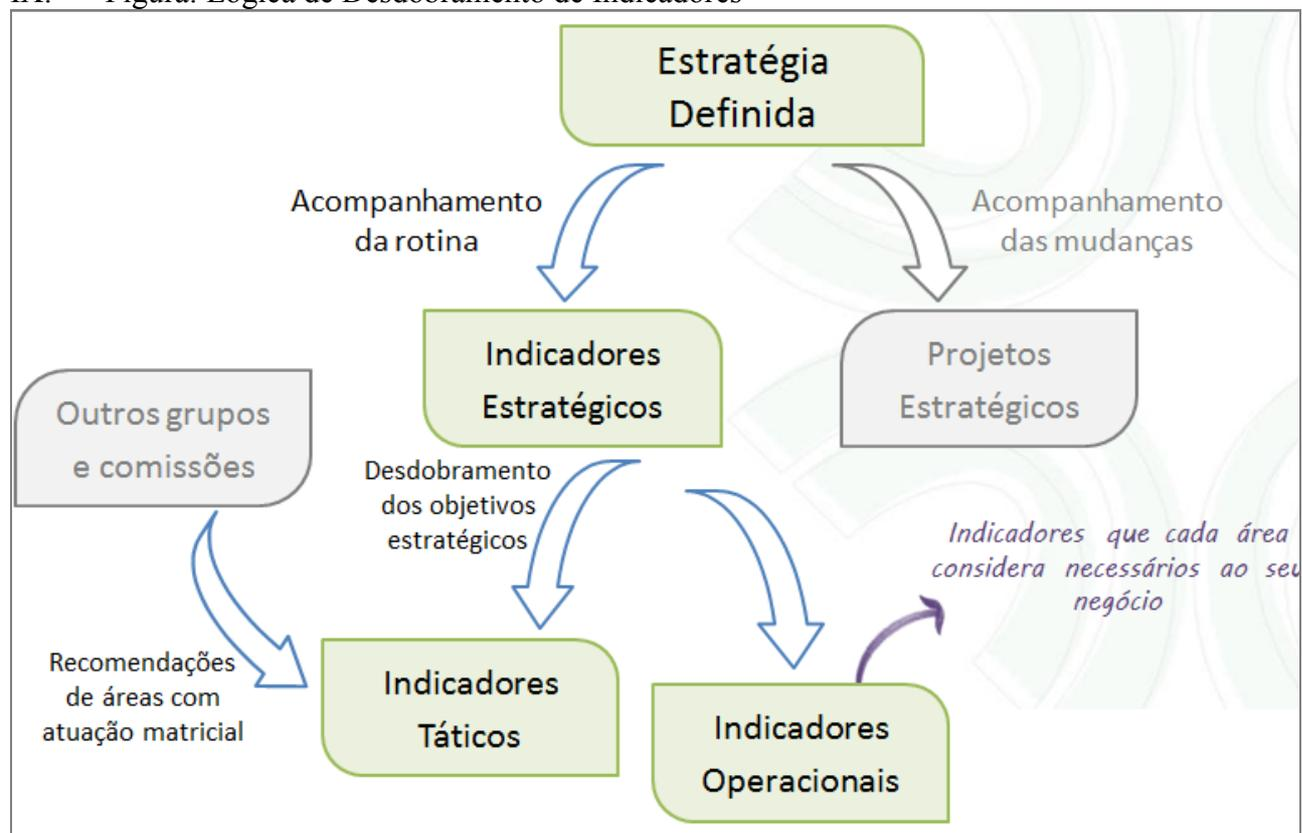 Figura: Lógica de Desdobramento de Indicadores
Estratégia
Definida
Acompanhamento
da rotina
Acompanhamento
das mudanças
Indicadores
Estratégicos
Projetos
Estratégicos
Outros grupos
e comissões
Desdobramento
dos objetivos
estratégicos
Indicadores que cada área
considera necessários ao seu
negócio
Recomendações
de áreas com
atuação matricial
Indicadores
Táticos
Indicadores
Operacionais